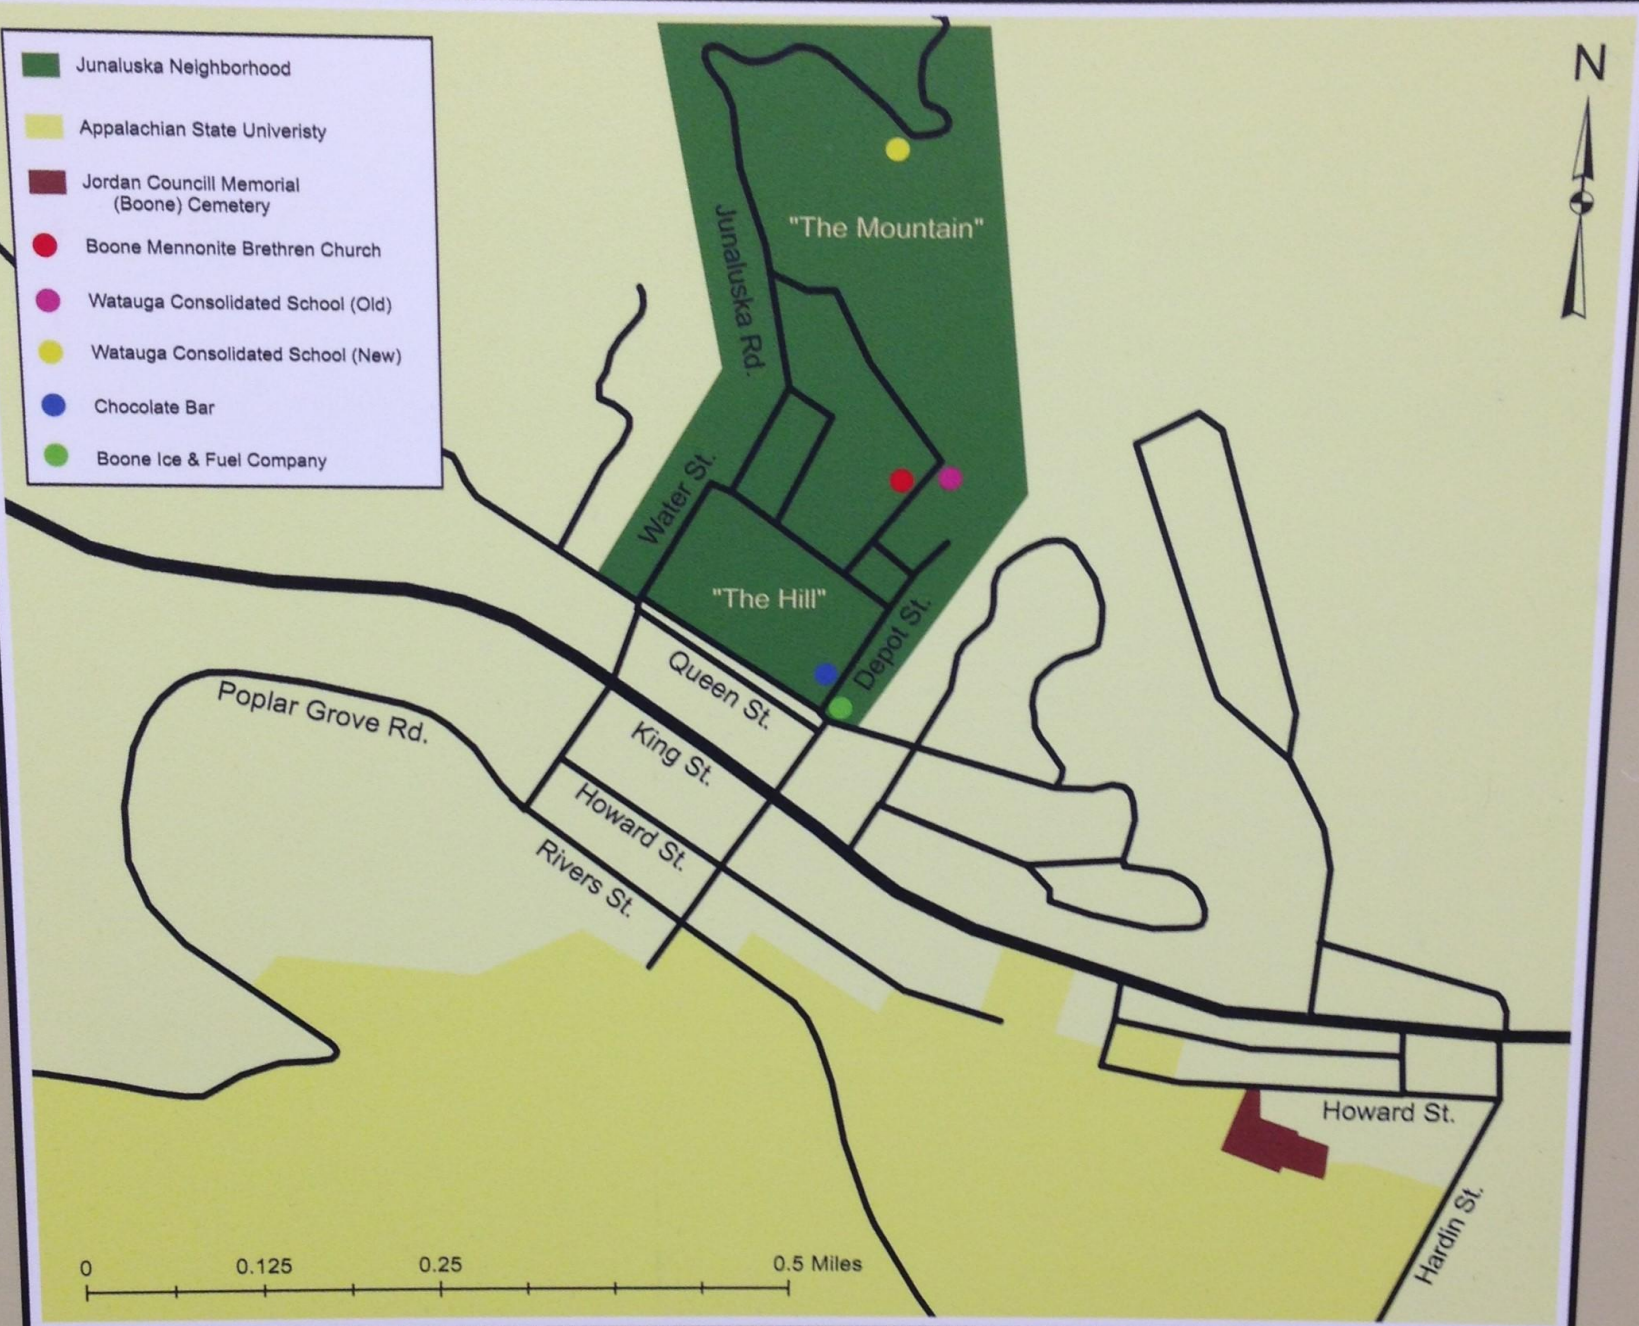 Junaluska Neighborhood
Appalachian State Univeristy
Jordan Councill Memorial
(Boone) Cemetery
Boone Mennonite Brethren Church
Watauga Consolidated School (Old)
Watauga Consolidated School (New)
Chocolate Bar
Boone Ice & Fuel Company
N
"The Mountain"
Junaluska Rd.
Water St.
"The Hill"
Depot St.
Queen St.
Poplar Grove Rd.
King St.
Howard St.
Rivers St.
Howard St.
Hardin St.
0 0.125 0.25 0.5 Miles